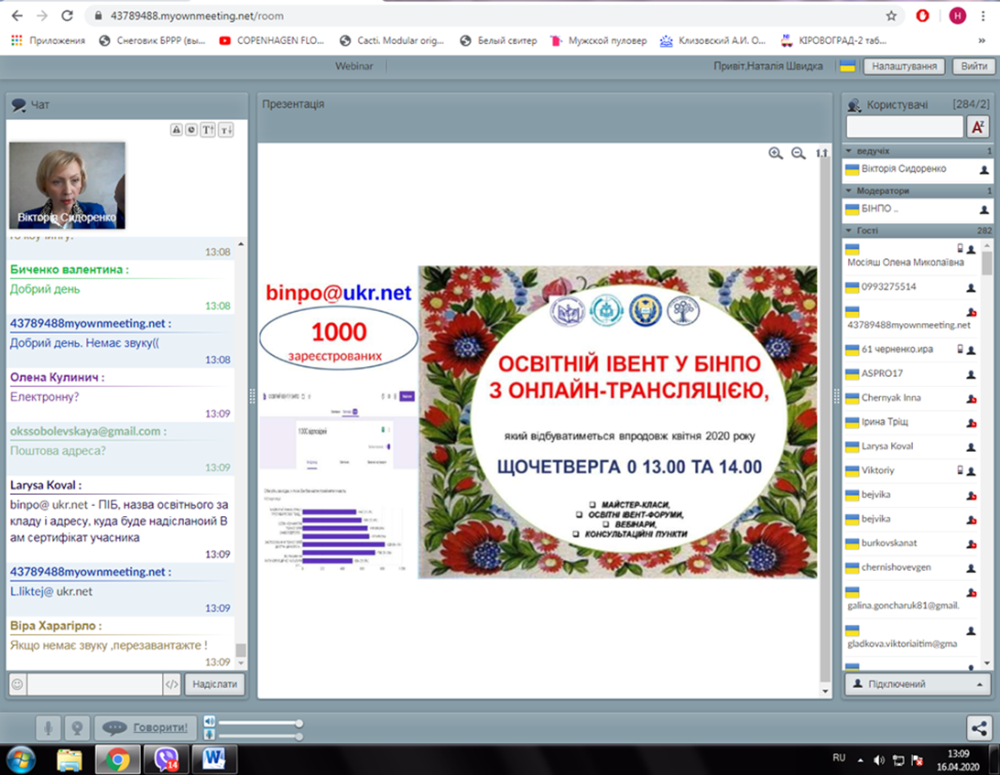 43789488.myownmeeting.net/room
H
Приложения
Снеговик БРРР (вы...
COPENHAGEN FLO...
Cacti. Modular orig...
Белый свитер
Мужской пуловер
Клизовский А.И. О...
КІРОВОГРАД-2 таб...
»
Webinar
Привіт,Наталія Швидка
Налаштування
Вийти
Чат
Вікторія Сидоренко
13:08
Биченко валентина :
Добрий день
13:08
43789488myownmeeting.net :
Добрий день. Немає звуку((
13:08
Олена Кулинич :
Електронну?
13:09
okssobolevskaya@gmail.com :
Поштова адреса?
13:09
Larysa Koval :
binpo@ ukr.net - ПІБ, назва освітнього за
кладу і адресу, куда буде надісланоий В
ам сертифікат учасника
13:09
43789488myownmeeting.net :
L.liktej@ ukr.net
13:09
Віра Харагірло :
Якщо немає звуку ,перезавантажте !
13:09
</>
Надіслати
Презентація
1:1
binpo@ukr.net
1000
зареєстрованих
ОСВІТНІЙ ІВЕНТ У БІНПО
З ОНЛАЙН-ТРАНСЛЯЦІЄЮ,
який відбуватиметься впродовж квітня 2020 року
ЩОЧЕТВЕРГА 0 13.00 ТА 14.00
МАЙСТЕР-КЛАСИ,
ОСВІТНІ ІВЕНТ-ФОРУМИ,
ВЕБІНАРИ,
КОНСУЛЬТАЦІЙНІ ПУНКТИ
Користувачі [284/2]
ведучіх 1
Вікторія Сидоренко
Модератори 1
БІНПО ..
Гості 282
Мосіяш Олена Миколаївна
0993275514
43789488myownmeeting.net
61 черненко.ира
ASPRO17
Chernyak Inna
Ірина Тріщ
Larysa Koval
Viktoriy
bejvika
bejvika
burkovskanat
chernishovevgen
galina.goncharuk81@gmail.
gladkova.viktoriaitim@gma
Підключений
Говорити!
14
RU
13:09
16.04.2020